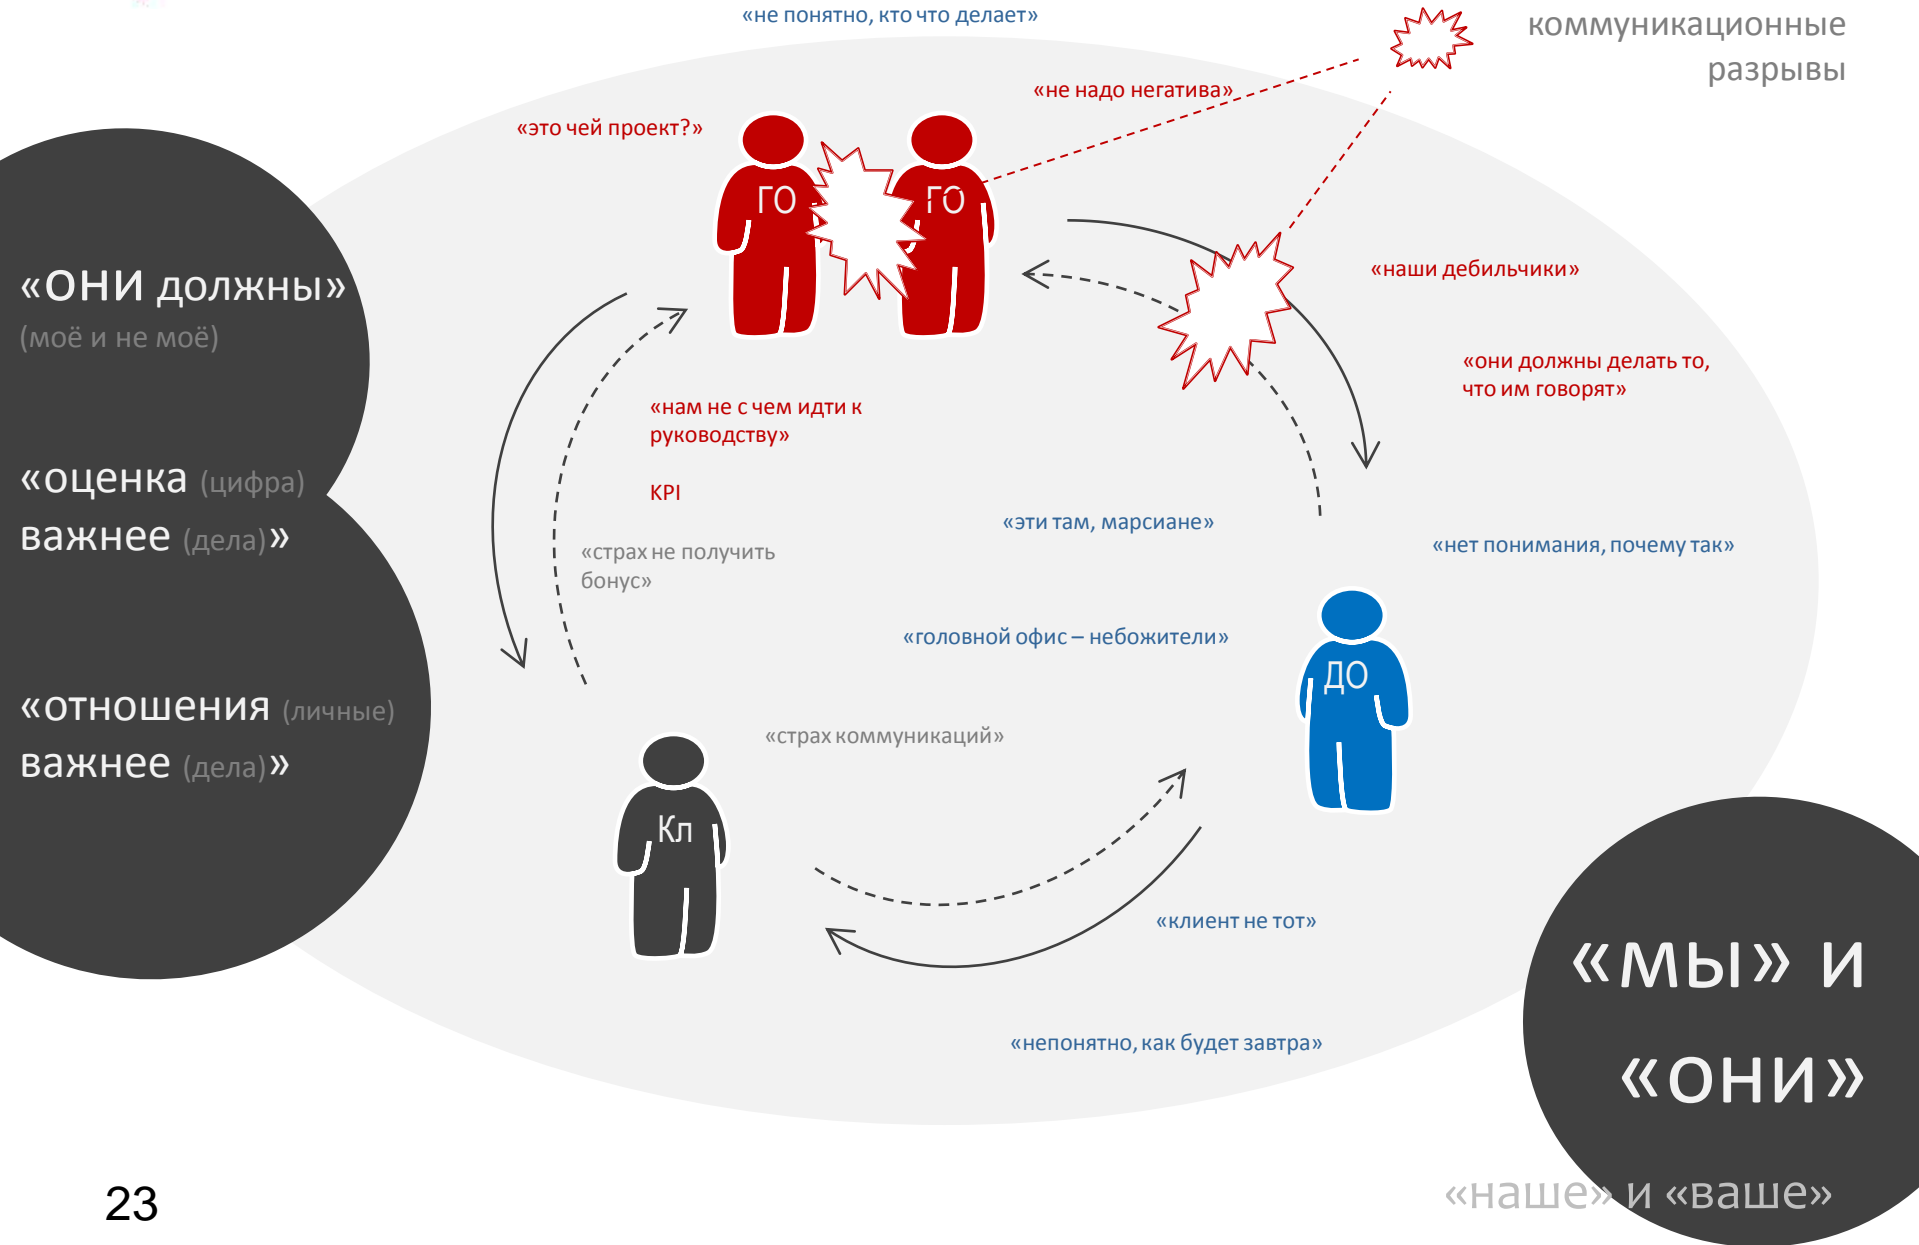 «не понятно, кто что делает»
коммуникационные
разрывы
«не надо негатива»
«это чей проект?»
ГО
ГО
«ОНИ должны»
(моё и не моё)
«наши дебильчики»
«они должны делать то,
что им говорят»
«нам не с чем идти к
руководству»
KPI
«оценка (цифра)
важнее (дела)»
«эти там, марсиане»
«нет понимания, почему так»
«страх не получить
бонус»
«головной офис – небожители»
ДО
«отношения (личные)
важнее (дела)»
«страх коммуникаций»
Кл
«клиент не тот»
«мы» и
«они»
«непонятно, как будет завтра»
«наше» и «ваше»
23